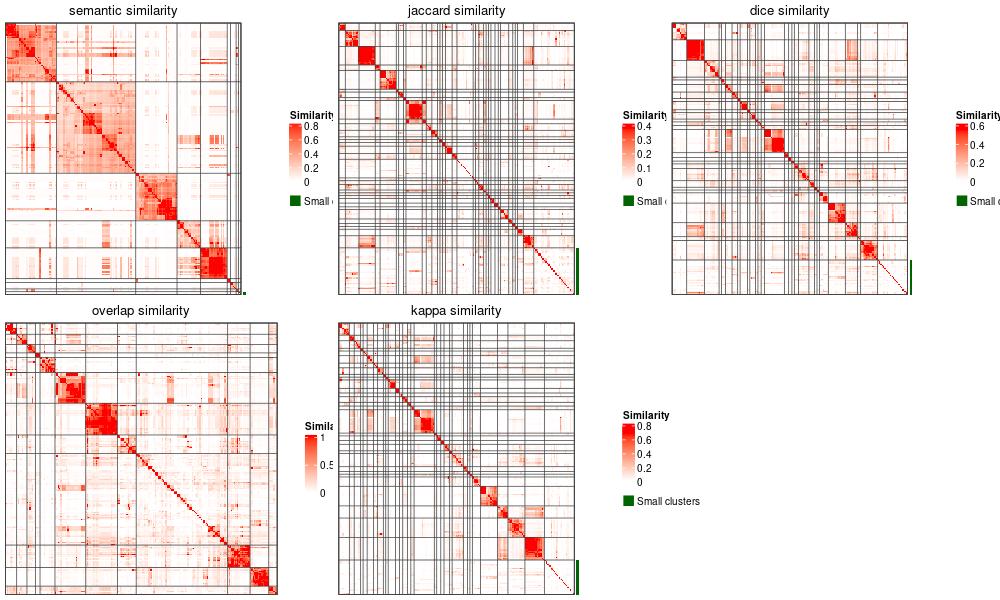 semantic similarity
Similarity
0.8
0.6
0.4
0.2
0
jaccard similarity
Similarity
0.4
0.3
0.2
0.1
0
Small c
dice similarity
Similarity
0.6
0.4
0.2
0
Small c
overlap similarity
Simila
1
0.5
0
kappa similarity
Similarity
0.8
0.6
0.4
0.2
0
Small clusters